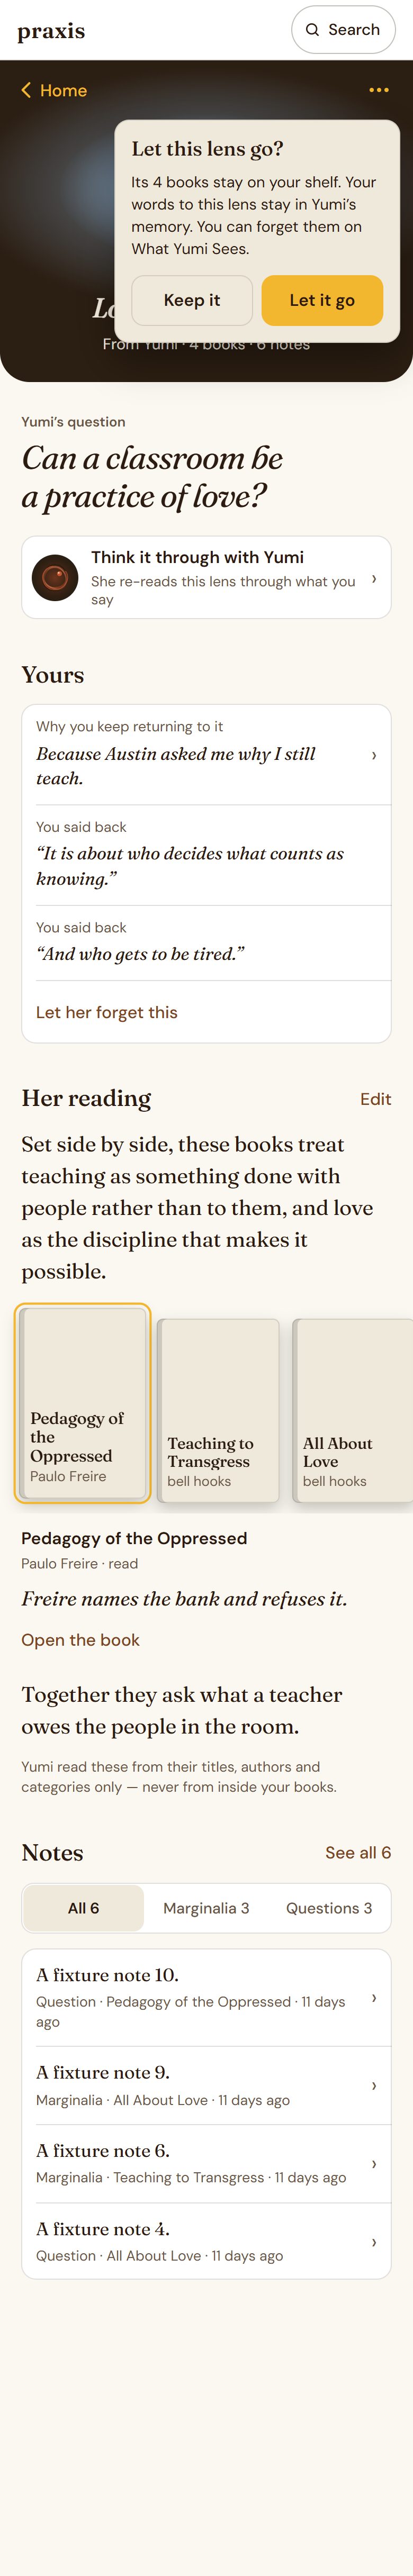 praxis
Search
Home
Let this lens go?
Its 4 books stay on your shelf. Your
words to this lens stay in Yumi’s
memory. You can forget them on
What Yumi Sees.
Keep it
Let it go
From Yumi · 4 books · 6 notes
Yumi’s question
Can a classroom be
a practice of love?
Think it through with Yumi
She re-reads this lens through what you
say
Yours
Why you keep returning to it
Because Austin asked me why I still
teach.
You said back
“It is about who decides what counts as
knowing.”
You said back
“And who gets to be tired.”
Let her forget this
Her reading
Edit
Set side by side, these books treat
teaching as something done with
people rather than to them, and love
as the discipline that makes it
possible.
Pedagogy of
the
Oppressed
Paulo Freire
Teaching to
Transgress
bell hooks
All About
Love
bell hooks
Pedagogy of the Oppressed
Paulo Freire · read
Freire names the bank and refuses it.
Open the book
Together they ask what a teacher
owes the people in the room.
Yumi read these from their titles, authors and
categories only — never from inside your books.
Notes
See all 6
All 6
Marginalia 3
Questions 3
A fixture note 10.
Question · Pedagogy of the Oppressed · 11 days
ago
A fixture note 9.
Marginalia · All About Love · 11 days ago
A fixture note 6.
Marginalia · Teaching to Transgress · 11 days ago
A fixture note 4.
Question · All About Love · 11 days ago